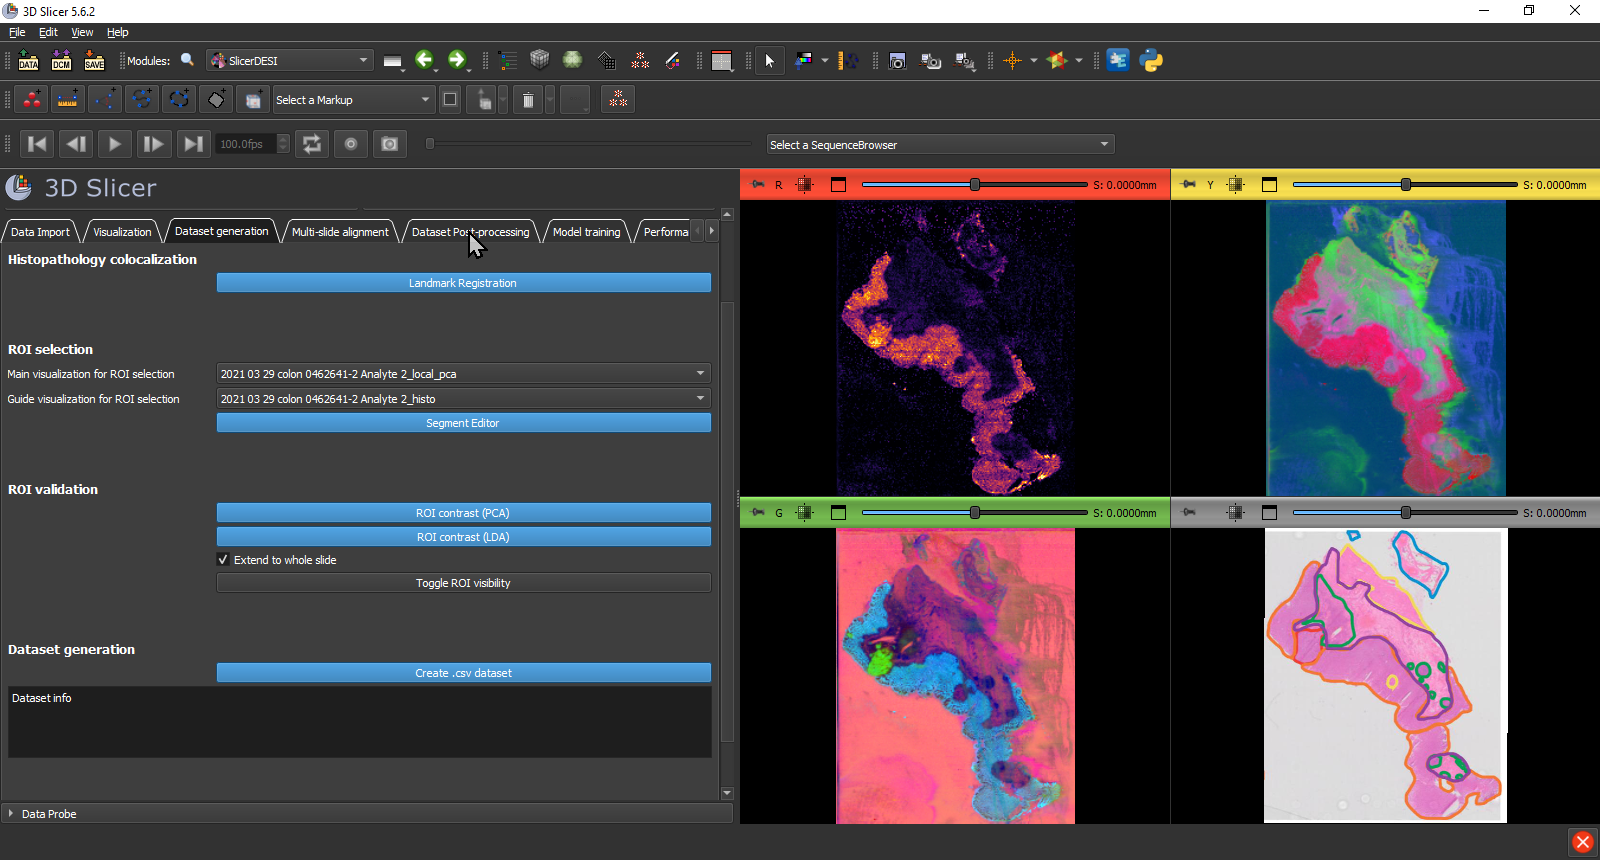 3D Slicer 5.6.2
File Edit View Help
DATA DCM SAVE Modules: SlicerDESI
Select a Markup
100.0fps Select a SequenceBrowser
3D Slicer
R S: 0.0000mm Y S: 0.0000mm
Data Import Visualization Dataset generation Multi-slide alignment Dataset Post-processing Model training Performa
Histopathology colocalization
Landmark Registration
ROI selection
Main visualization for ROI selection 2021 03 29 colon 0462641-2 Analyte 2_local_pca
Guide visualization for ROI selection 2021 03 29 colon 0462641-2 Analyte 2_histo
Segment Editor
ROI validation
ROI contrast (PCA)
G S: 0.0000mm S: 0.0000mm
ROI contrast (LDA)
Extend to whole slide
Toggle ROI visibility
Dataset generation
Create .csv dataset
Dataset info
Data Probe